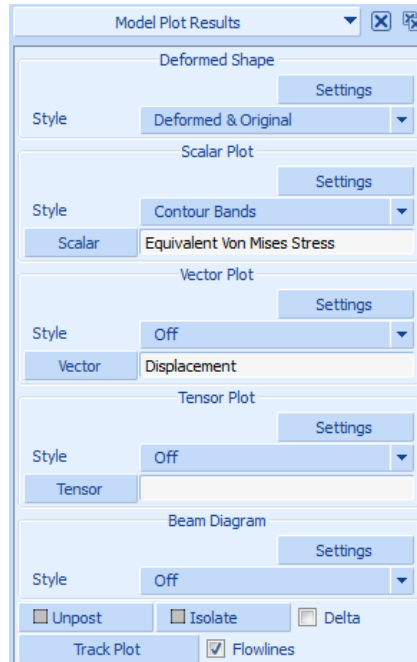 Model Plot Results
Deformed Shape
Settings
Style Deformed & Original
Scalar Plot
Settings
Style Contour Bands
Scalar Equivalent Von Mises Stress
Vector Plot
Settings
Style Off
Vector Displacement
Tensor Plot
Settings
Style Off
Tensor
Beam Diagram
Settings
Style Off
Unpost Isolate Delta
Track Plot Flowlines